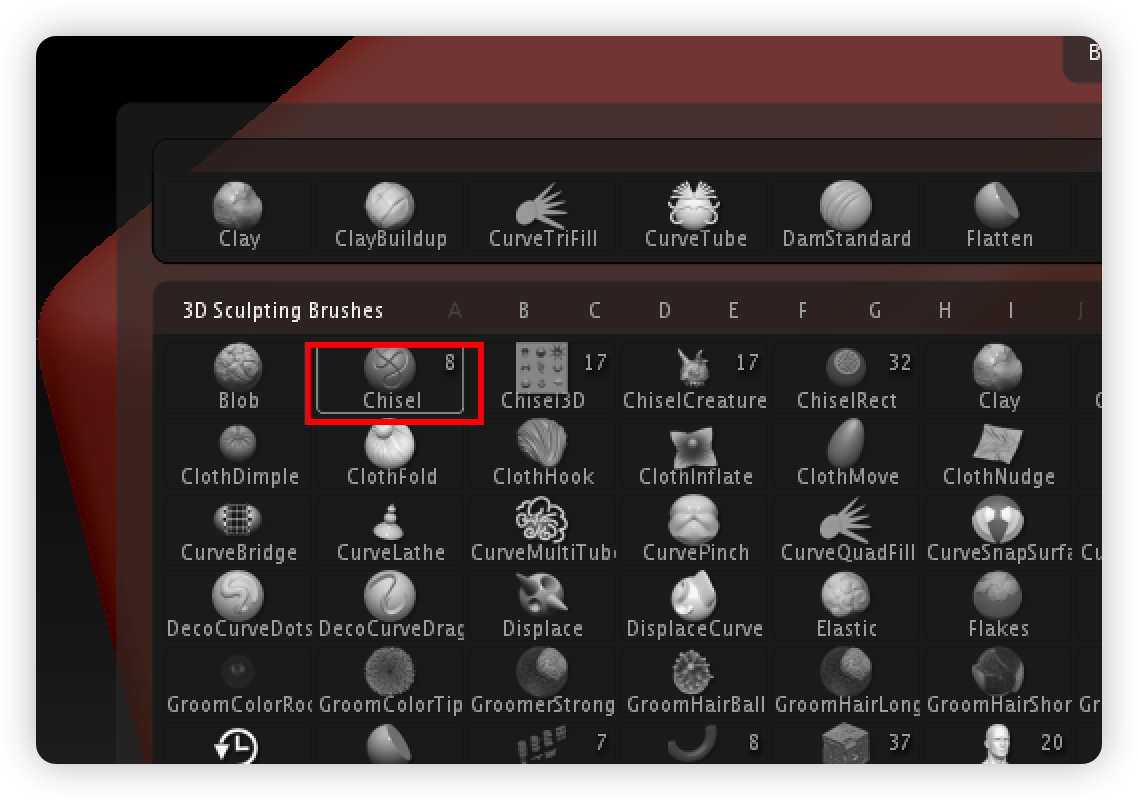 B
Clay ClayBuildup CurveTriFill CurveTube DamStandard Flatten
3D Sculpting Brushes A B C D E F G H I J
8 17 17 32
Blob Chisel Chisel3D ChiselCreature ChiselRect Clay C
ClothDimple ClothFold ClothHook ClothInflate ClothMove ClothNudge
CurveBridge CurveLathe CurveMultiTub CurvePinch CurveQuadFill CurveSnapSurfa Cu
DecoCurveDots DecoCurveDrag Displace DisplaceCurve Elastic Flakes
GroomColorRoo GroomColorTip GroomerStrong GroomHairBall GroomHairLong GroomHairShor Gr
7 8 37 20